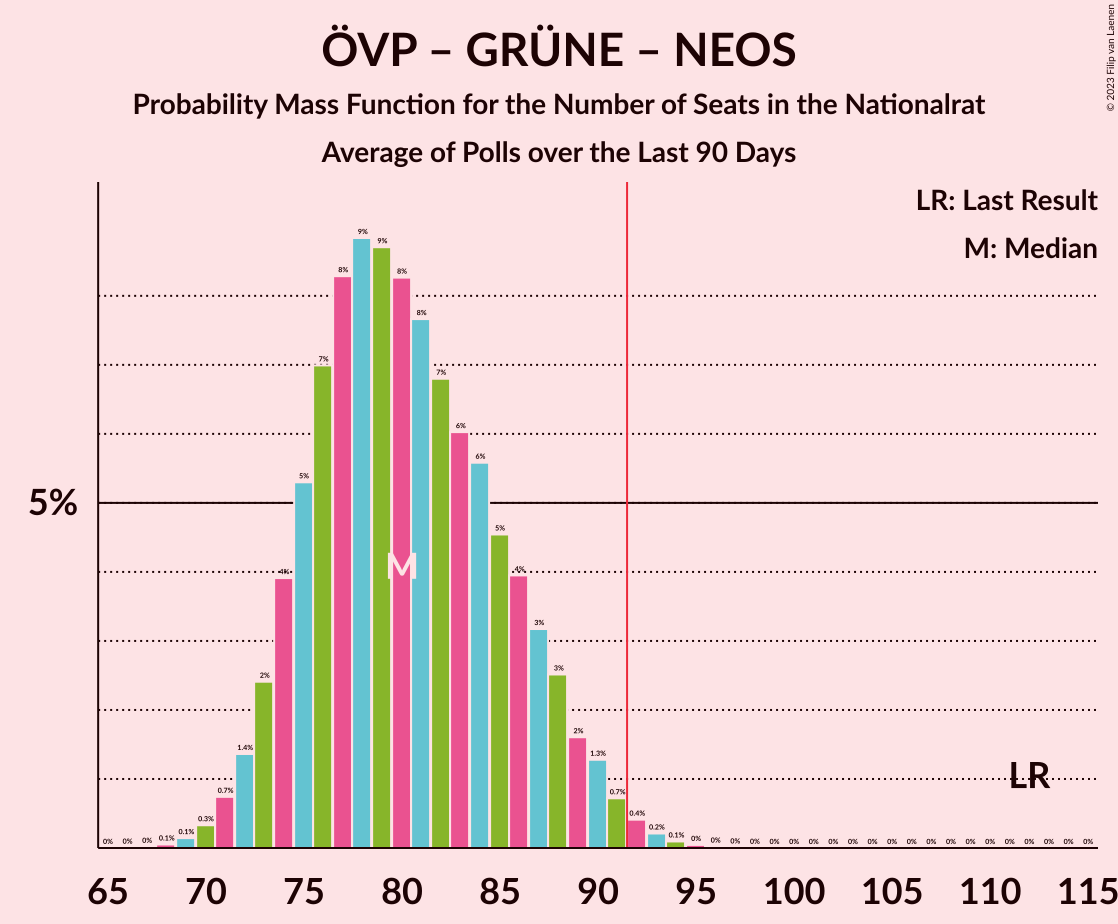 ÖVP – GRÜNE – NEOS
Probability Mass Function for the Number of Seats in the Nationalrat
Average of Polls over the Last 90 Days
© 2023 Filip van Laenen
LR: Last Result
M: Median
5%
0% 0% 0% 0.1% 0.1% 0.3% 0.7% 1.4% 2% 4% 5% 7% 8% 9% 9% 8% 8% 7% 6% 6% 5% 4% 3% 3% 2% 1.3% 0.7% 0.4% 0.2% 0.1% 0% 0% 0% 0% 0% 0% 0% 0% 0% 0% 0% 0% 0% 0% 0% 0% 0% 0% 0% 0% 0%
M
LR
65 70 75 80 85 90 95 100 105 110 115